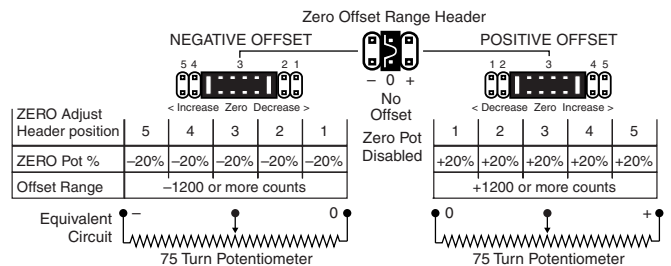 Zero Offset Range Header
NEGATIVE OFFSET
POSITIVE OFFSET
5 4 3 2 1
1 2 3 4 5
– 0 +
< Increase Zero Decrease >
< Decrease Zero Increase >
No
Offset
Zero Pot
Disabled
ZERO Adjust
Header position 5 4 3 2 1
1 2 3 4 5
ZERO Pot % –20% –20% –20% –20% –20%
+20% +20% +20% +20% +20%
Offset Range –1200 or more counts
+1200 or more counts
Equivalent
Circuit
– 0
0 +
75 Turn Potentiometer
75 Turn Potentiometer